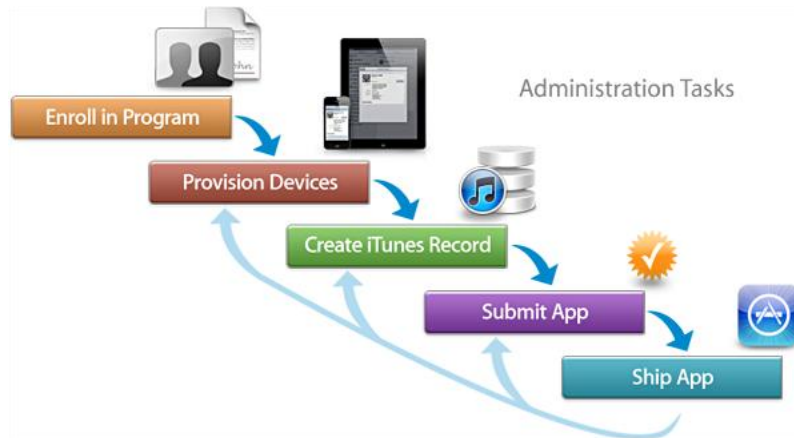 Administration Tasks
Enroll in Program
Provision Devices
Create iTunes Record
Submit App
Ship App